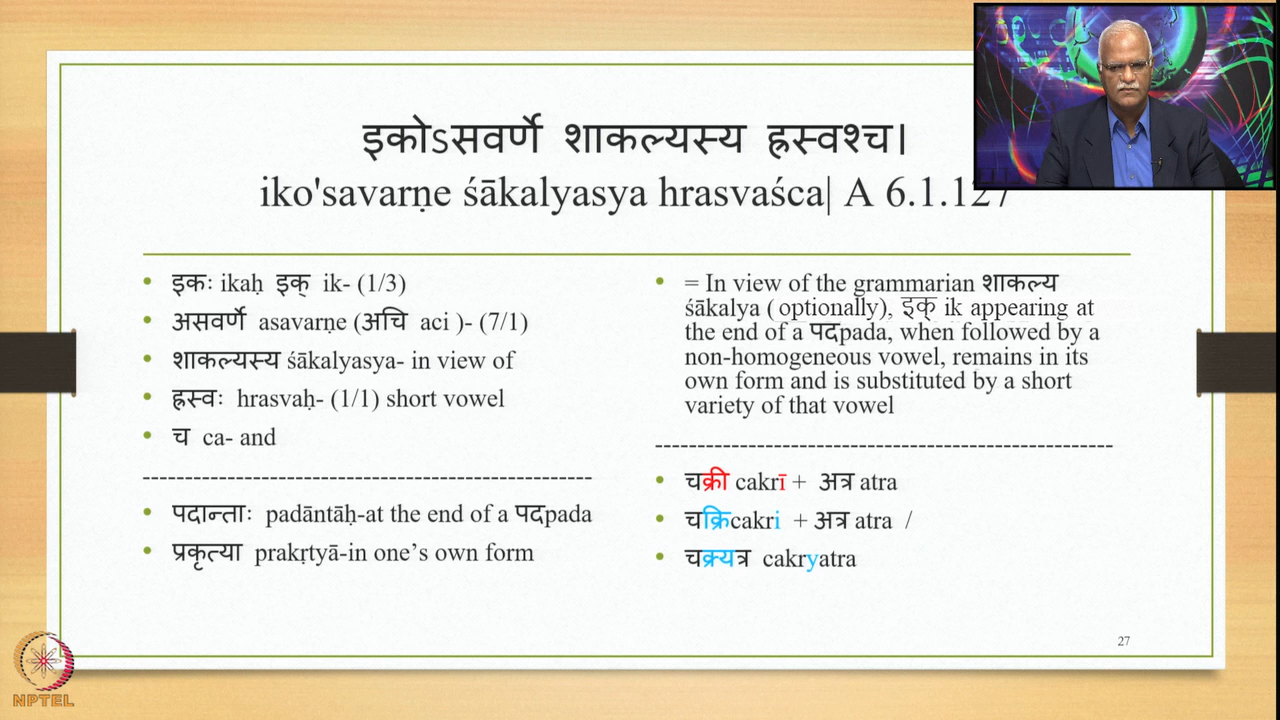 इकोऽसवर्णे शाकल्यस्य ह्रस्वश्च।
iko'savarṇe śākalyasya hrasvaśca| A 6.1.127
• इकः ikaḥ इक् ik- (1/3)
• असवर्णे asavarṇe (अचि aci )- (7/1)
• शाकल्यस्य śākalyasya- in view of
• ह्रस्वः hrasvaḥ- (1/1) short vowel
• च ca- and
-----------------------------------------------------
• पदान्ताः padāntāḥ-at the end of a पदpada
• प्रकृत्या prakṛtyā-in one’s own form
• = In view of the grammarian शाकल्य
śākalya ( optionally), इक् ik appearing at
the end of a पदpada, when followed by a
non-homogeneous vowel, remains in its
own form and is substituted by a short
variety of that vowel
-------------------------------------------------------
• चक्री cakrī + अत्र atra
• चक्रिcakri + अत्र atra /
• चक्र्यत्र cakryatra
27
NPTEL